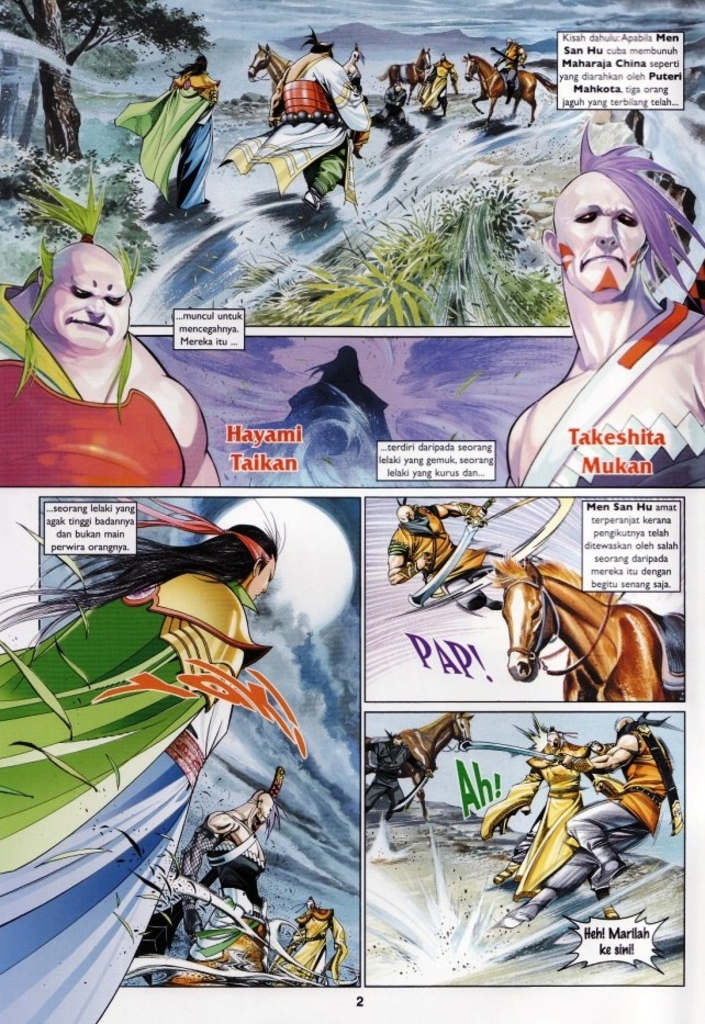 Kisah dahulu: Apabila Men
San Hu cuba membunuh
Maharaja China seperti
yang diarahkan oleh Puteri
Mahkota, tiga orang
jaguh yang terbilang telah...
...muncul untuk
mencegahnya.
Mereka itu ...
Hayami
Taikan
...terdiri daripada seorang
lelaki yang gemuk, seorang
lelaki yang kurus dan...
Takeshita
Mukan
...seorang lelaki yang
agak tinggi badannya
dan bukan main
perwira orangnya.
Men San Hu amat
terperanjat kerana
pengikutnya telah
ditewaskan oleh salah
seorang daripada
mereka itu dengan
begitu senang saja.
PAP!
Ah!
Heh! Marilah
ke sini!
2